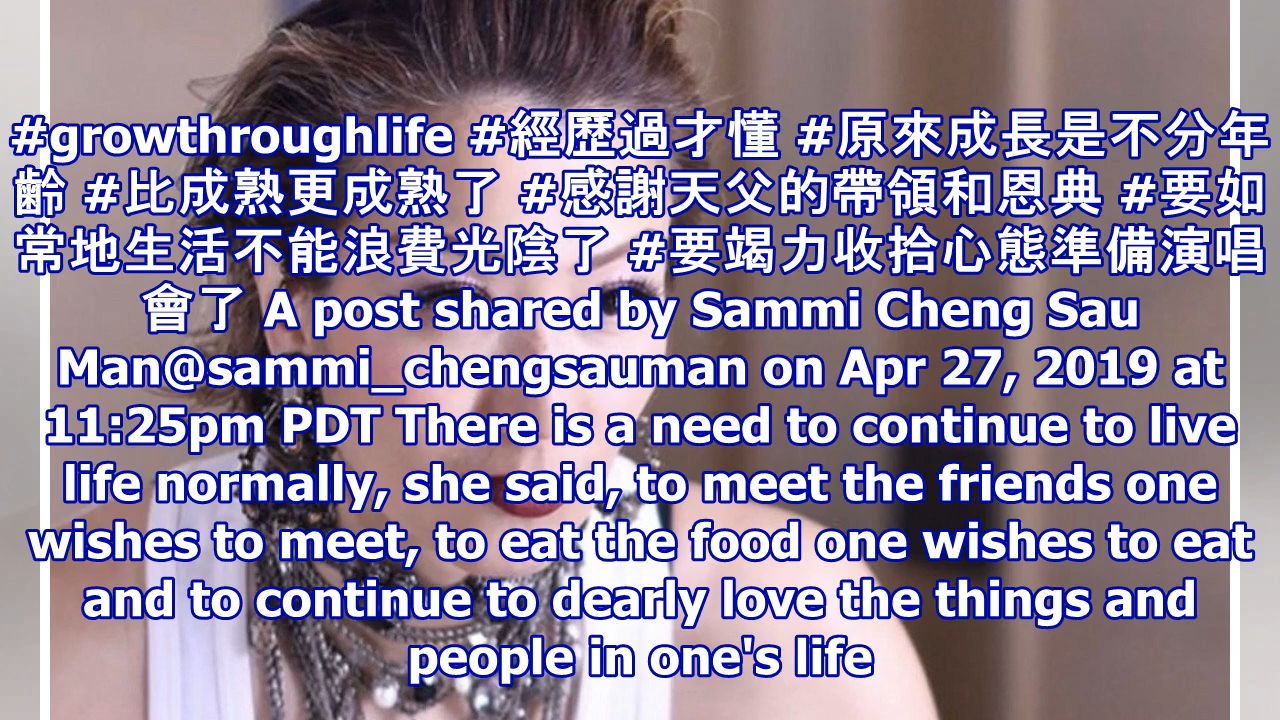 #growthroughlife #經歷過才懂 #原來成長是不分年
齡 #比成熟更成熟了 #感謝天父的帶領和恩典 #要如
常地生活不能浪費光陰了 #要竭力收拾心態準備演唱
會了 A post shared by Sammi Cheng Sau
Man@sammi_chengsauman on Apr 27, 2019 at
11:25pm PDT There is a need to continue to live
life normally, she said, to meet the friends one
wishes to meet, to eat the food one wishes to eat
and to continue to dearly love the things and
people in one's life